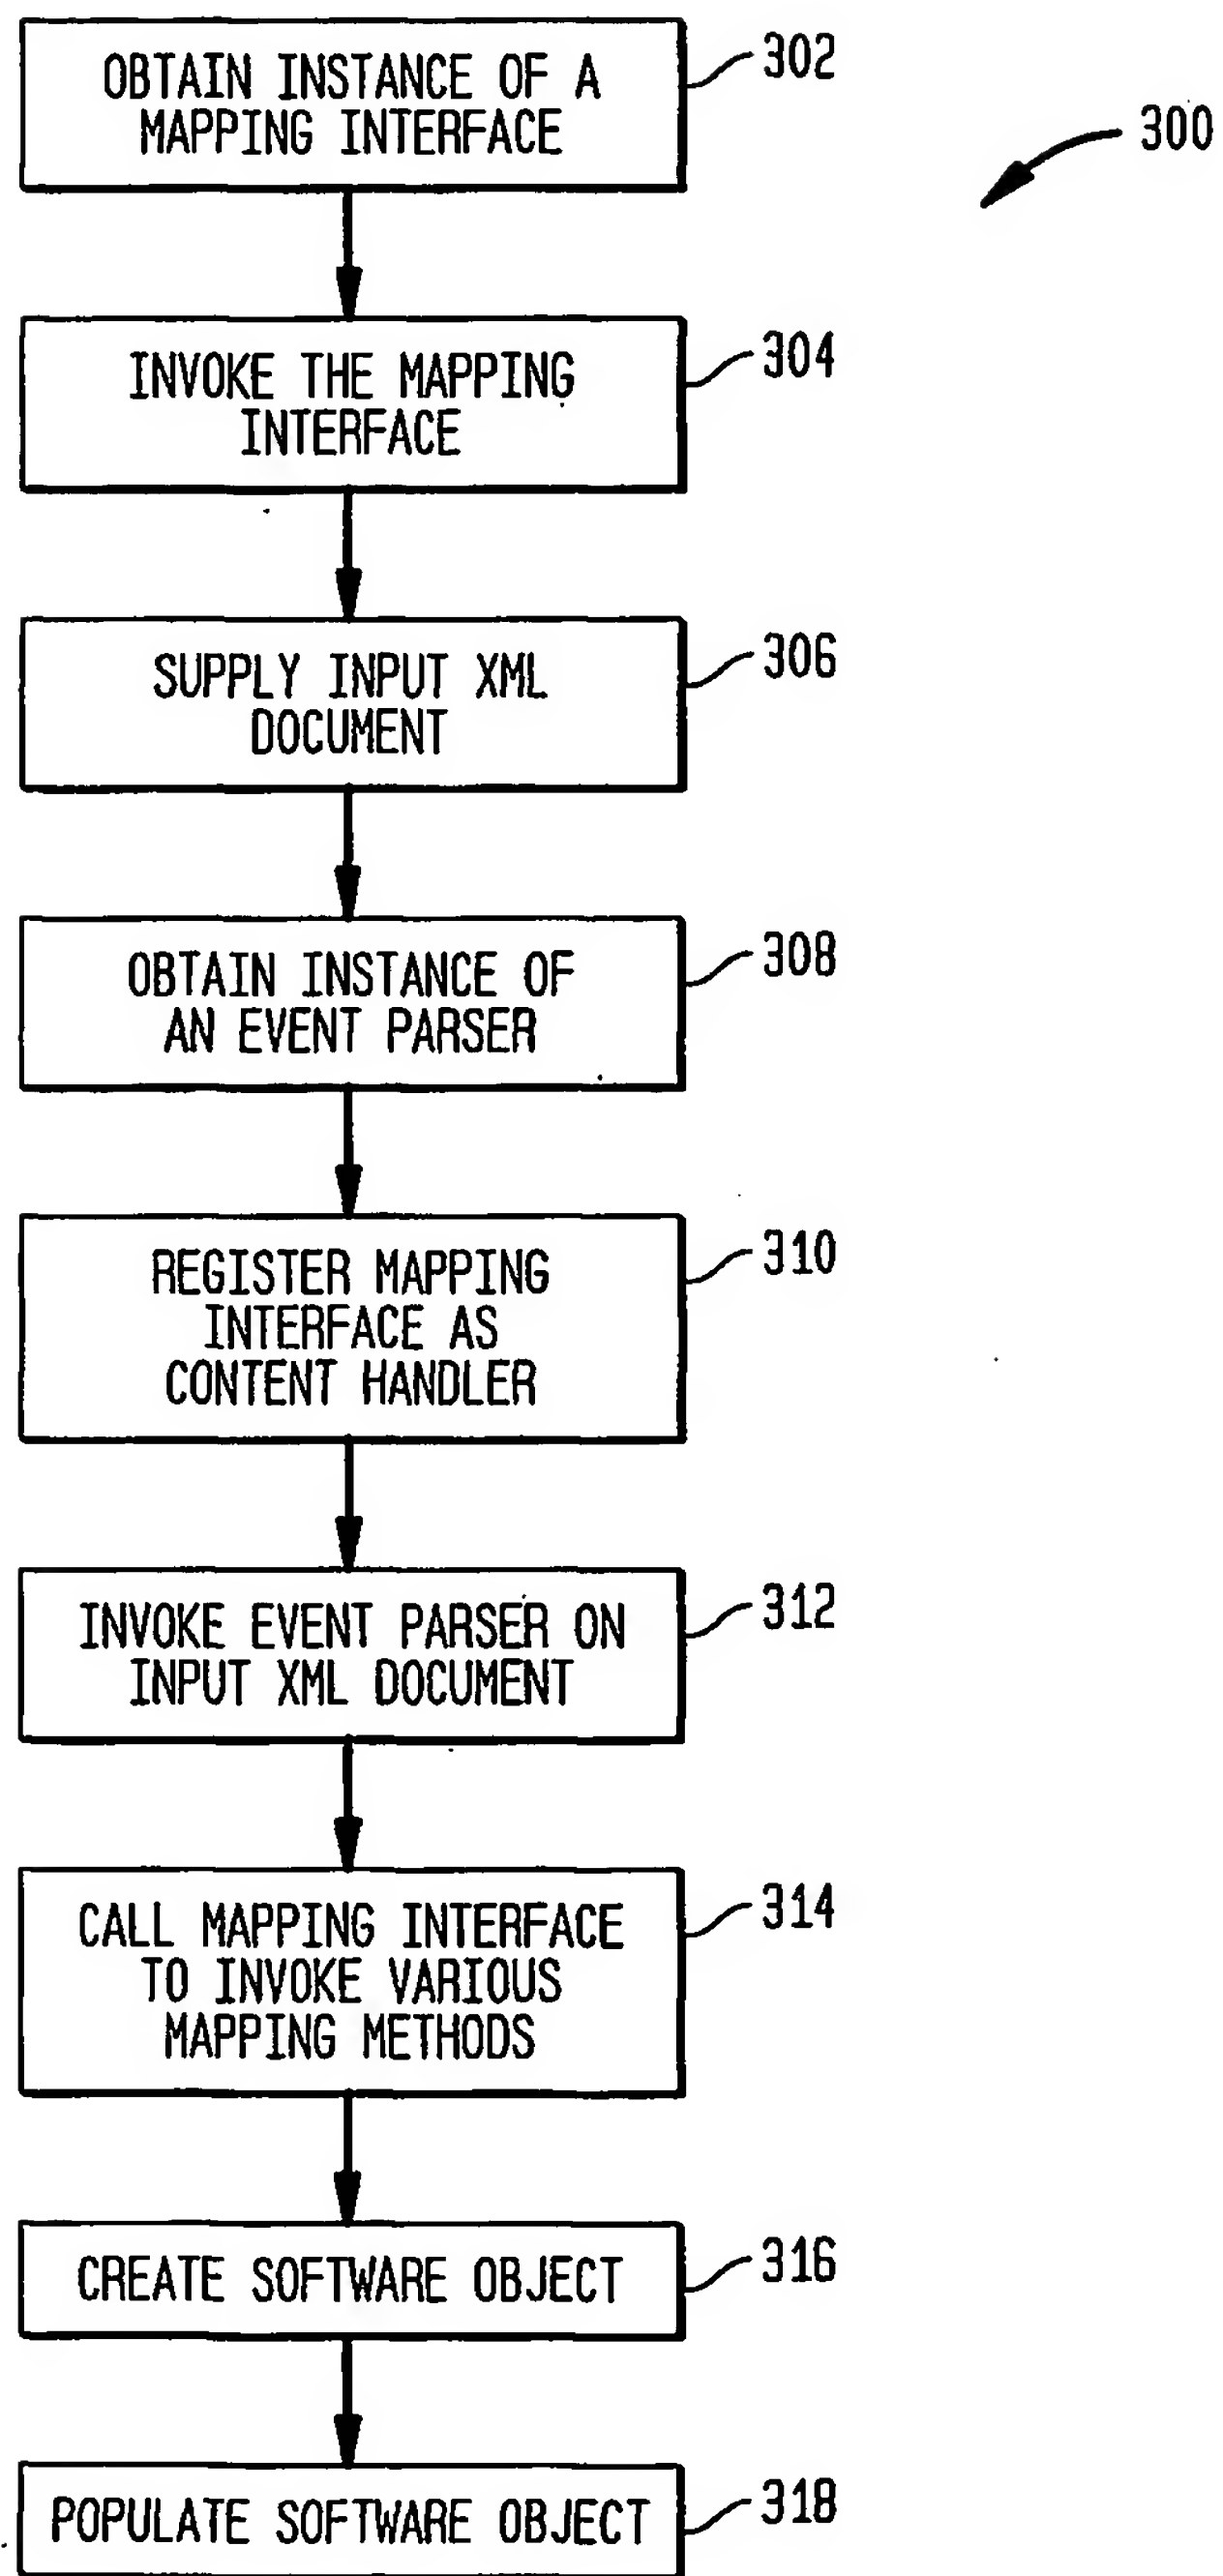 OBTAIN INSTANCE OF A
MAPPING INTERFACE
302
300
INVOKE THE MAPPING
INTERFACE
304
SUPPLY INPUT XML
DOCUMENT
306
OBTAIN INSTANCE OF
AN EVENT PARSER
308
REGISTER MAPPING
INTERFACE AS
CONTENT HANDLER
310
INVOKE EVENT PARSER ON
INPUT XML DOCUMENT
312
CALL MAPPING INTERFACE
TO INVOKE VARIOUS
MAPPING METHODS
314
CREATE SOFTWARE OBJECT
316
POPULATE SOFTWARE OBJECT
318